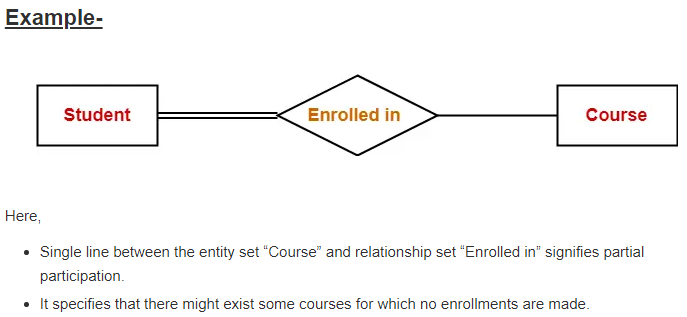 Example-
Student
Enrolled in
Course
Here,
Single line between the entity set “Course” and relationship set “Enrolled in” signifies partial
participation.
It specifies that there might exist some courses for which no enrollments are made.